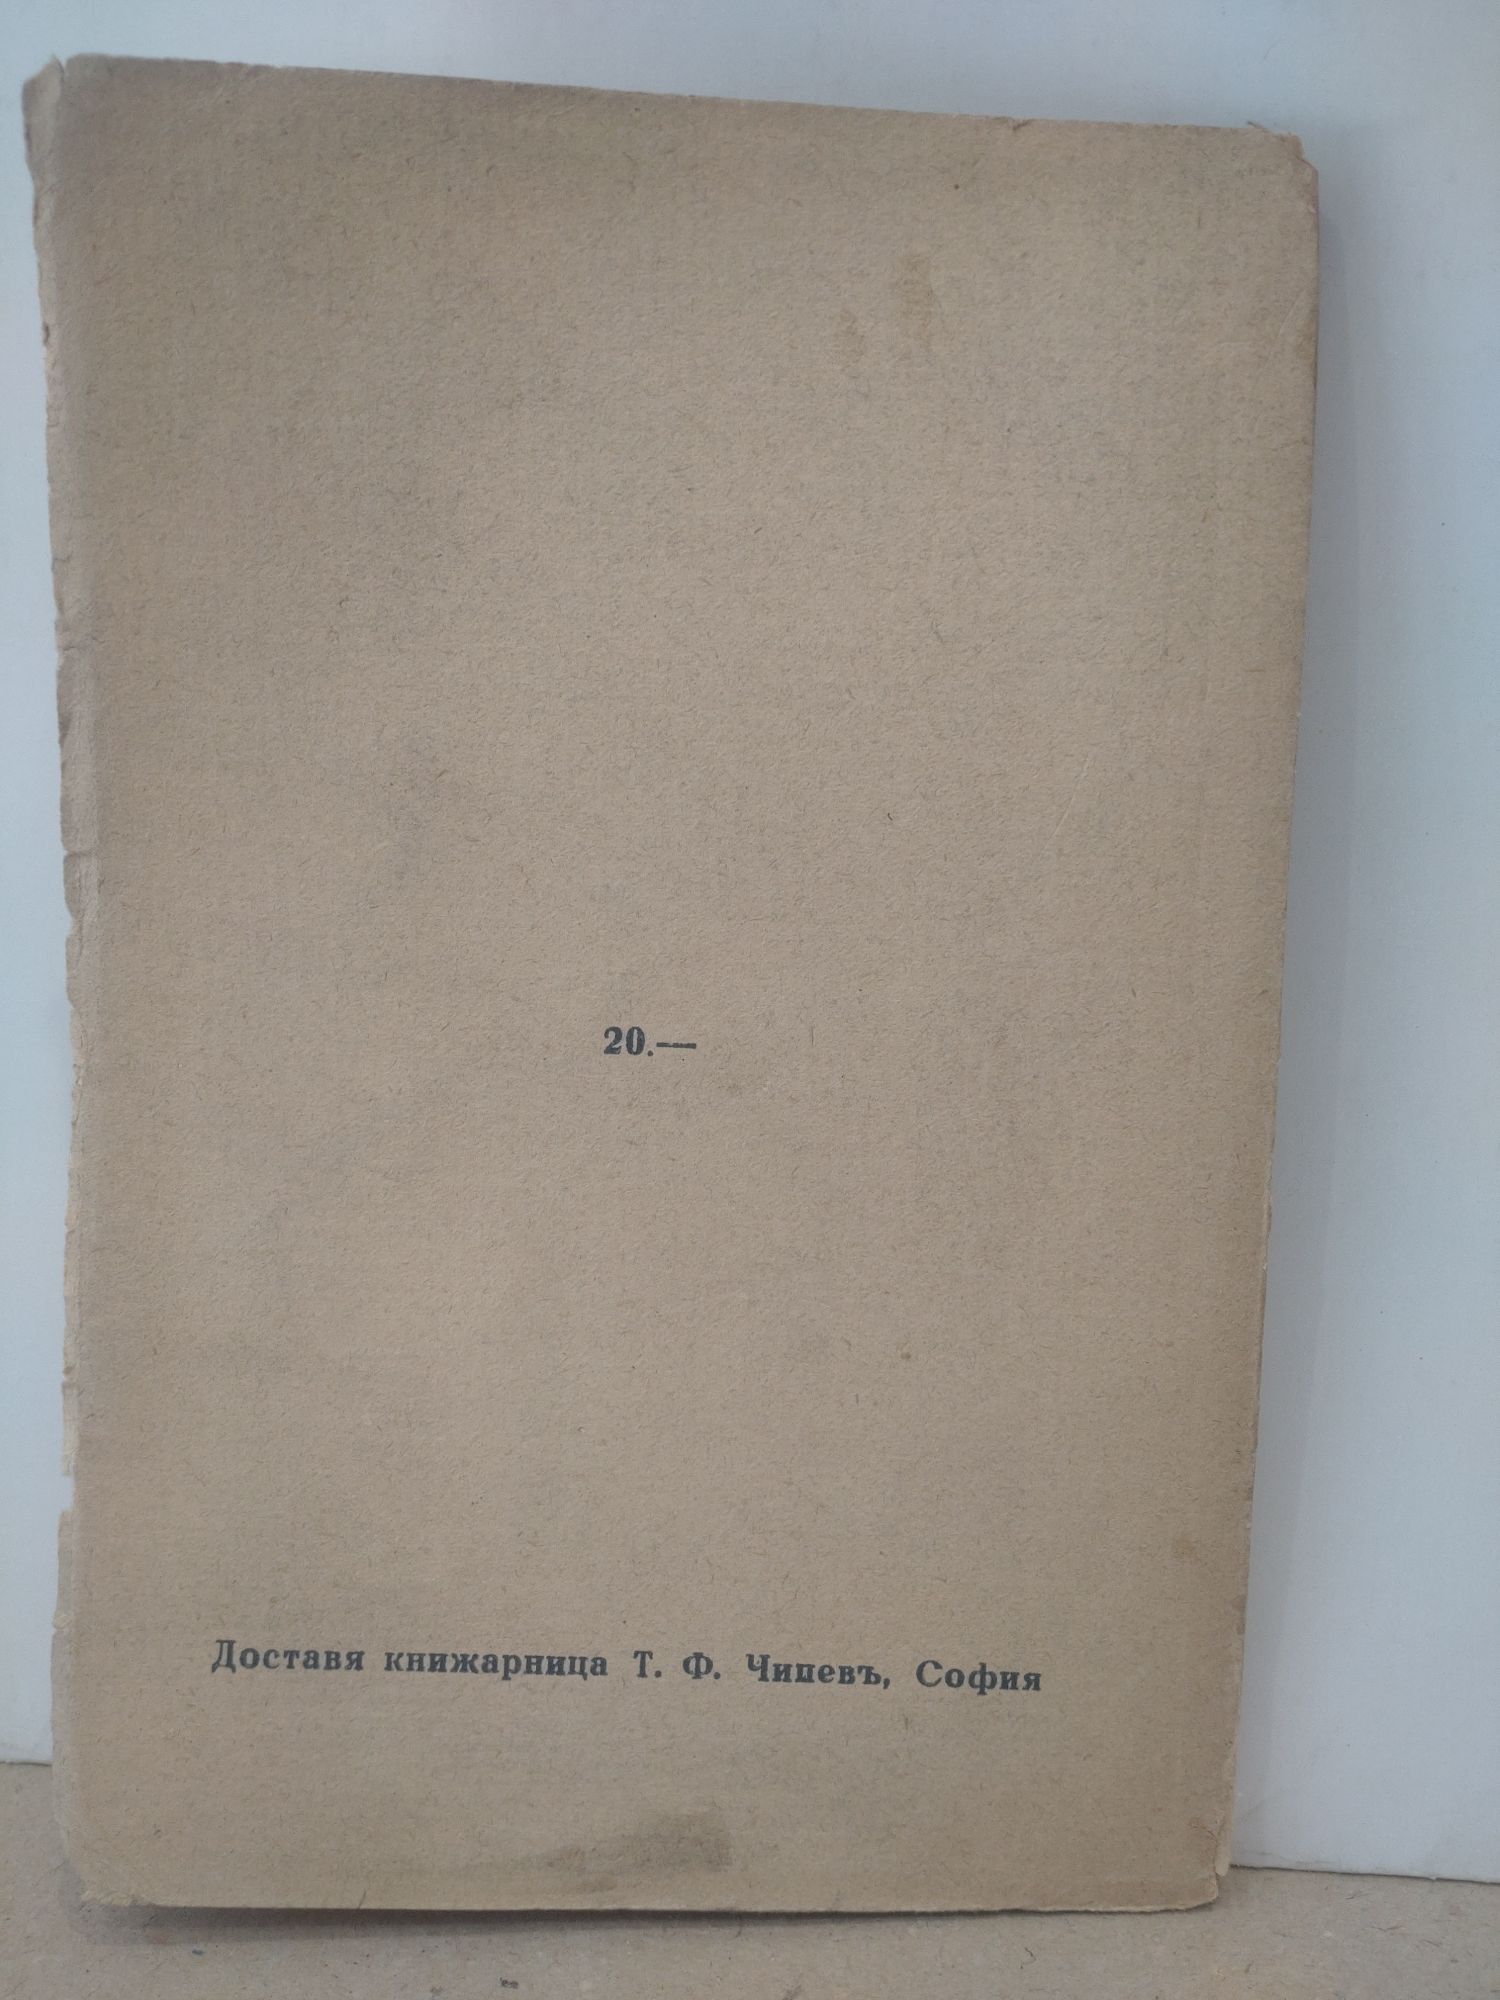 20.—
Доставя книжарница Т. Ф. Чипевъ, София